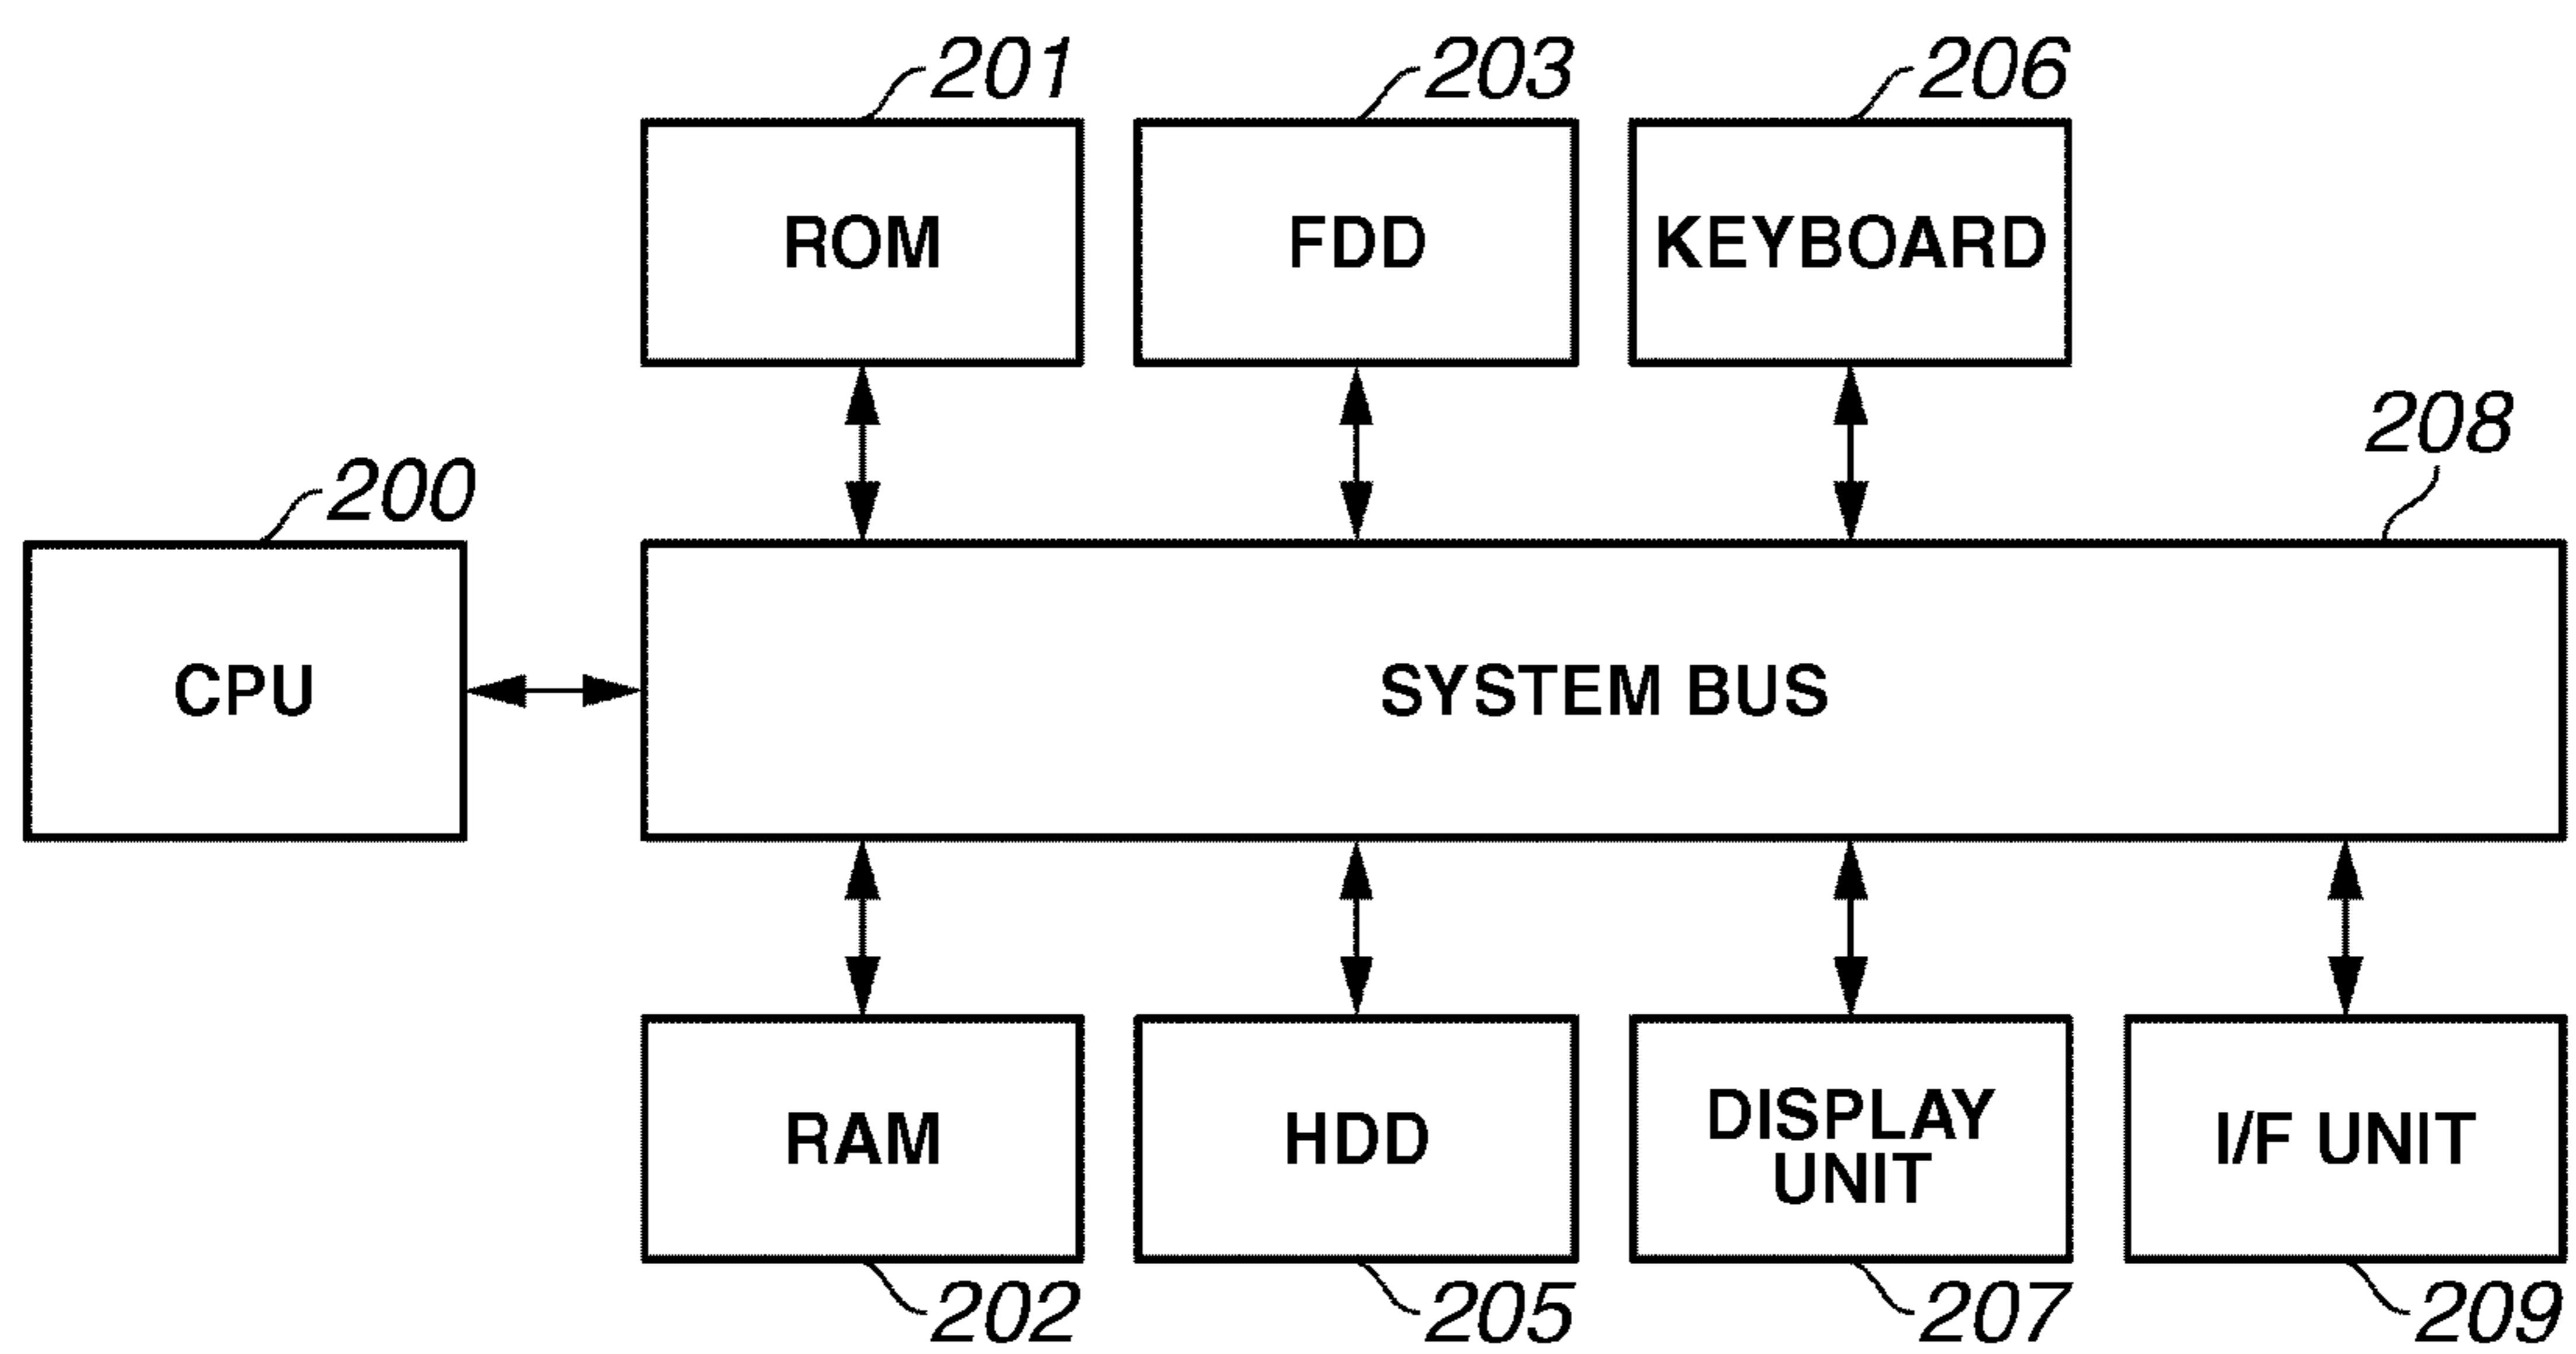 201
203
206
ROM
FDD
KEYBOARD
208
200
CPU
SYSTEM BUS
RAM
HDD
DISPLAY
UNIT
I/F UNIT
202
205
207
209